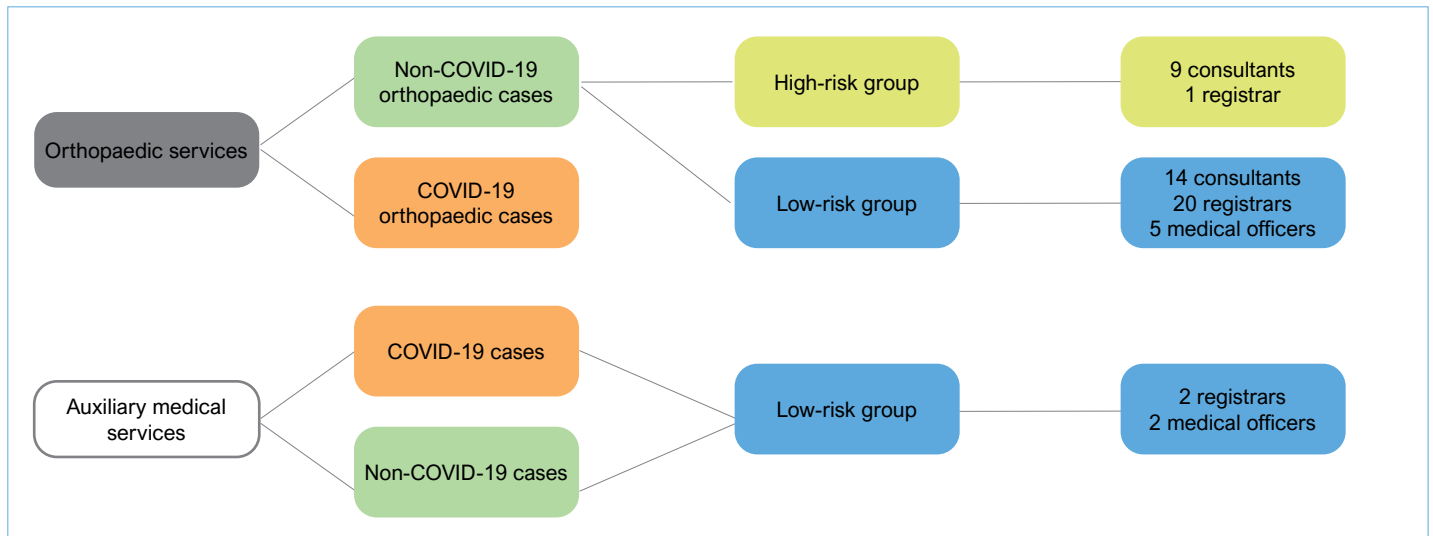 Orthopaedic services
Non-COVID-19
orthopaedic cases
COVID-19
orthopaedic cases
High-risk group
Low-risk group
9 consultants
1 registrar
14 consultants
20 registrars
5 medical officers
Auxiliary medical
services
COVID-19 cases
Non-COVID-19 cases
Low-risk group
2 registrars
2 medical officers